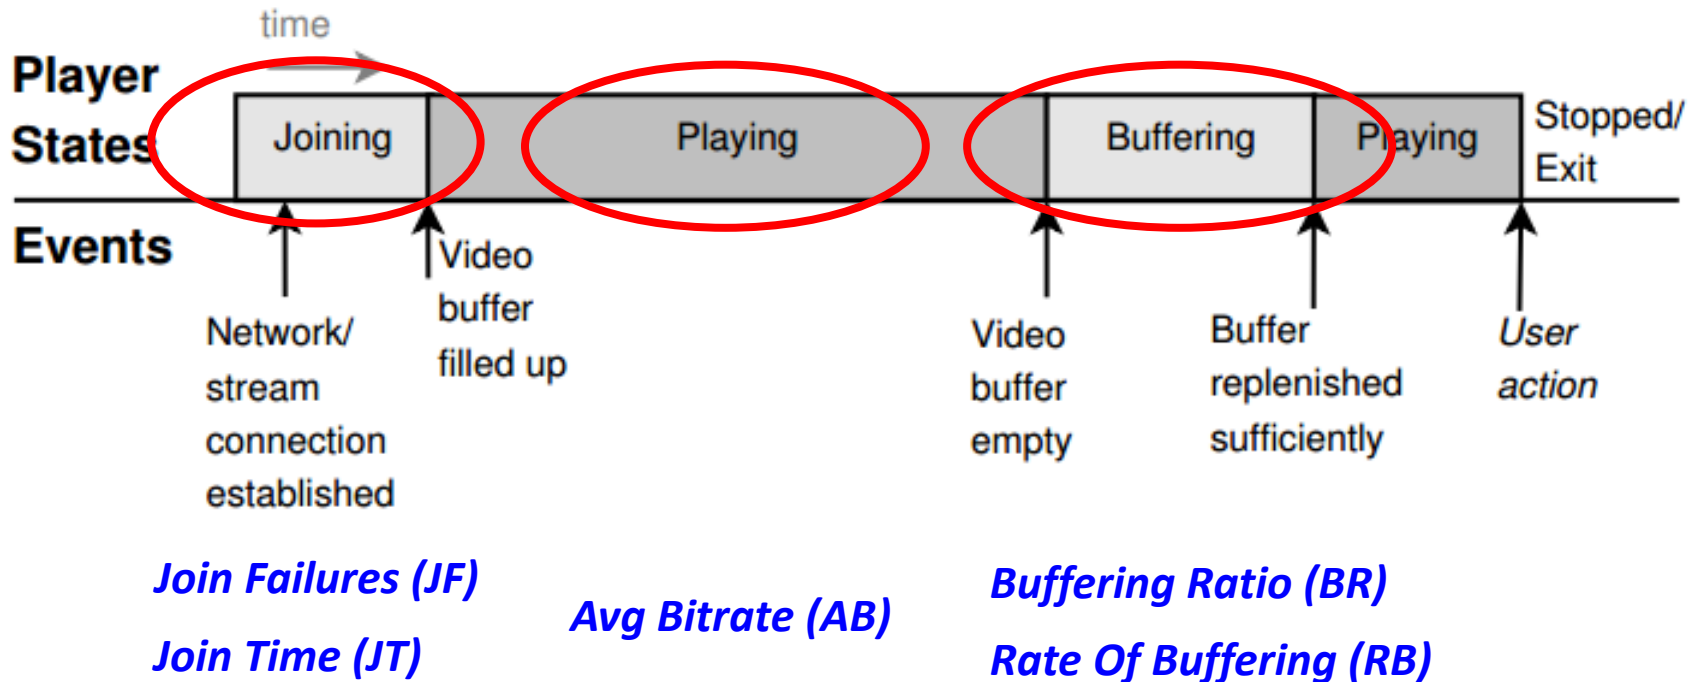 time
Player
States
Joining
Playing
Buffering
Playing
Stopped/
Exit
Events
Network/
stream
connection
established
Video
buffer
filled up
Video
buffer
empty
Buffer
replenished
sufficiently
User
action
Join Failures (JF)
Join Time (JT)
Avg Bitrate (AB)
Buffering Ratio (BR)
Rate Of Buffering (RB)